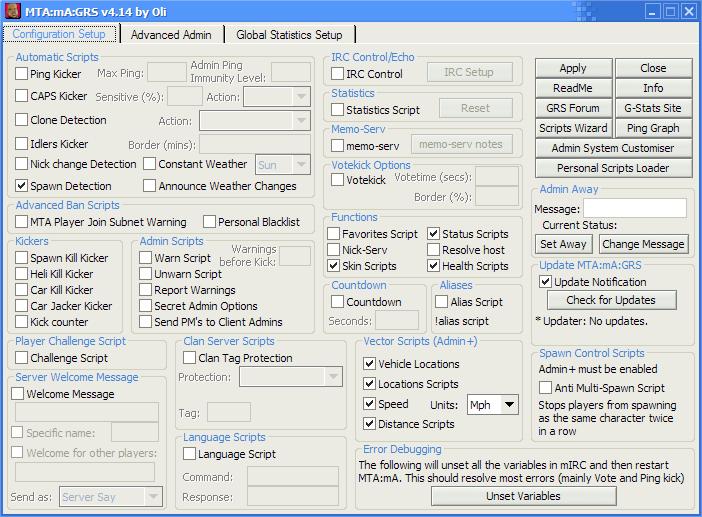 MTA:mA:GRS v4.14 by Oli
Configuration Setup
Advanced Admin
Global Statistics Setup
Automatic Scripts
Ping Kicker
Max Ping:
Admin Ping Immunity Level:
CAPS Kicker
Sensitive (%):
Action:
Clone Detection
Action:
Idlers Kicker
Border (mins):
Nick change Detection
Constant Weather
Sun
Spawn Detection
Announce Weather Changes
Advanced Ban Scripts
MTA Player Join Subnet Warning
Personal Blacklist
Kickers
Spawn Kill Kicker
Heli Kill Kicker
Car Kill Kicker
Car Jacker Kicker
Kick counter
Admin Scripts
Warn Script
Warnings before Kick:
Unwarn Script
Report Warnings
Secret Admin Options
Send PM's to Client Admins
Player Challenge Script
Challenge Script
Server Welcome Message
Welcome Message
Specific name:
Welcome for other players:
Send as:
Server Say
Clan Server Scripts
Clan Tag Protection
Protection:
Tag:
Language Scripts
Language Script
Command:
Response:
IRC Control/Echo
IRC Control
IRC Setup
Statistics
Statistics Script
Reset
Memo-Serv
memo-serv
memo-serv notes
Votekick Options
Votekick
Votetime (secs):
Border (%):
Functions
Favorites Script
Status Scripts
Nick-Serv
Resolve host
Skin Scripts
Health Scripts
Countdown
Countdown
Seconds:
Aliases
Alias Script
!alias script
Vector Scripts (Admin+)
Vehicle Locations
Locations Scripts
Speed
Units:
Mph
Distance Scripts
Error Debugging
The following will unset all the variables in mIRC and then restart
MTA:mA. This should resolve most errors (mainly Vote and Ping kick)
Unset Variables
Apply
Close
ReadMe
Info
GRS Forum
G-Stats Site
Scripts Wizard
Ping Graph
Admin System Customiser
Personal Scripts Loader
Admin Away
Message:
Current Status:
Set Away
Change Message
Update MTA:mA:GRS
Update Notification
Check for Updates
* Updater: No updates.
Spawn Control Scripts
Admin+ must be enabled
Anti Multi-Spawn Script
Stops players from spawning
as the same character twice
in a row